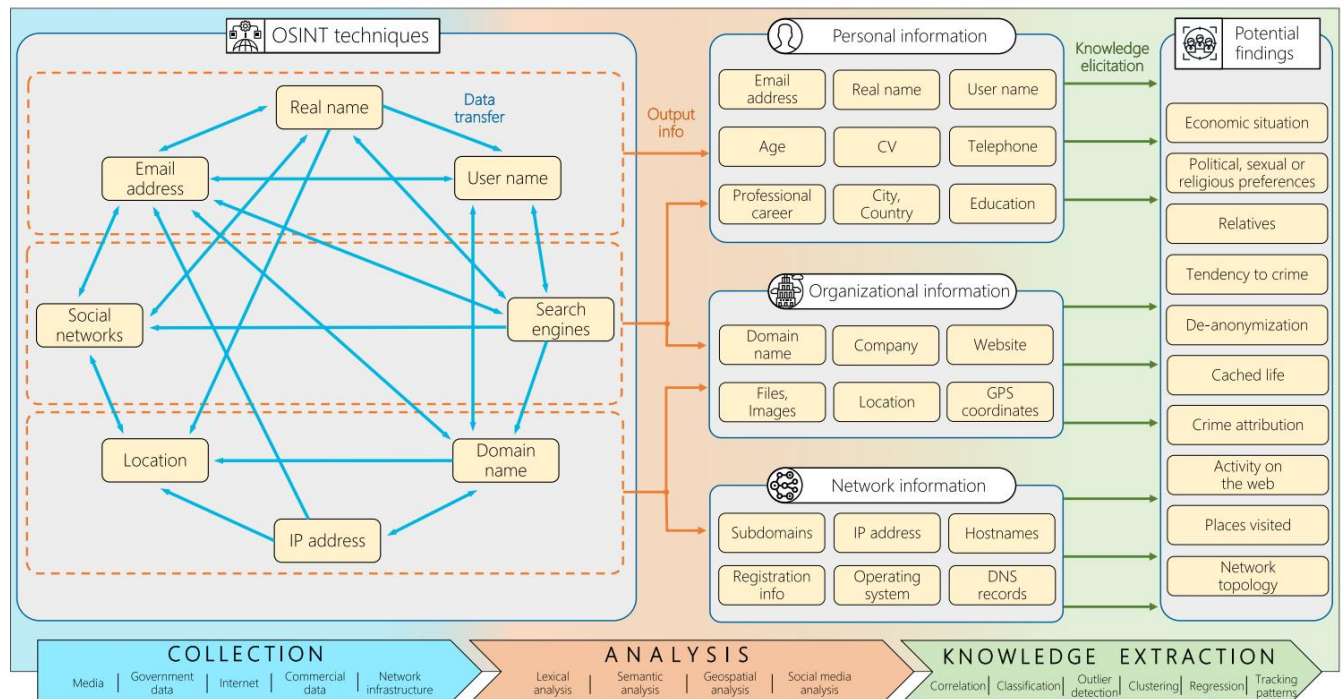 OSINT techniques
Real name
Data
transfer
Email
address
User name
Social
networks
Search
engines
Location
Domain
name
IP address
Output
info
Personal information
Email
address
Real name
User name
Age
CV
Telephone
Professional
career
City,
Country
Education
Organizational information
Domain
name
Company
Website
Files,
Images
Location
GPS
coordinates
Network information
Subdomains
IP address
Hostnames
Registration
info
Operating
system
DNS
records
Knowledge
elicitation
Potential
findings
Economic situation
Political, sexual or
religious preferences
Relatives
Tendency to crime
De-anonymization
Cached life
Crime attribution
Activity on
the web
Places visited
Network
topology
COLLECTION
Media
Government
data
Internet
Commercial
data
Network
infrastructure
ANALYSIS
Lexical
analysis
Semantic
analysis
Geospatial
analysis
Social media
analysis
KNOWLEDGE EXTRACTION
Correlation
Classification
Outlier
detection
Clustering
Regression
Tracking
patterns